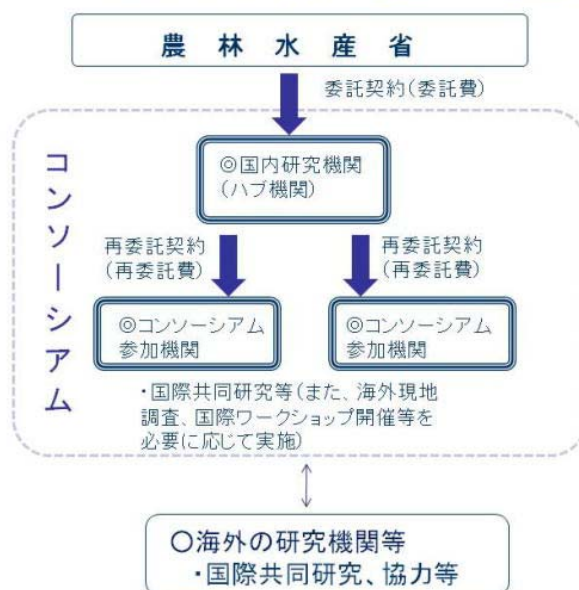 農林水産省
委託契約(委託費)
コンソーシアム
◎国内研究機関
(ハブ機関)
再委託契約
(再委託費)
再委託契約
(再委託費)
◎コンソーシアム
参加機関
◎コンソーシアム
参加機関
・国際共同研究等(また、海外現地
調査、国際ワークショップ開催等を
必要に応じて実施)
〇海外の研究機関等
・国際共同研究、協力等